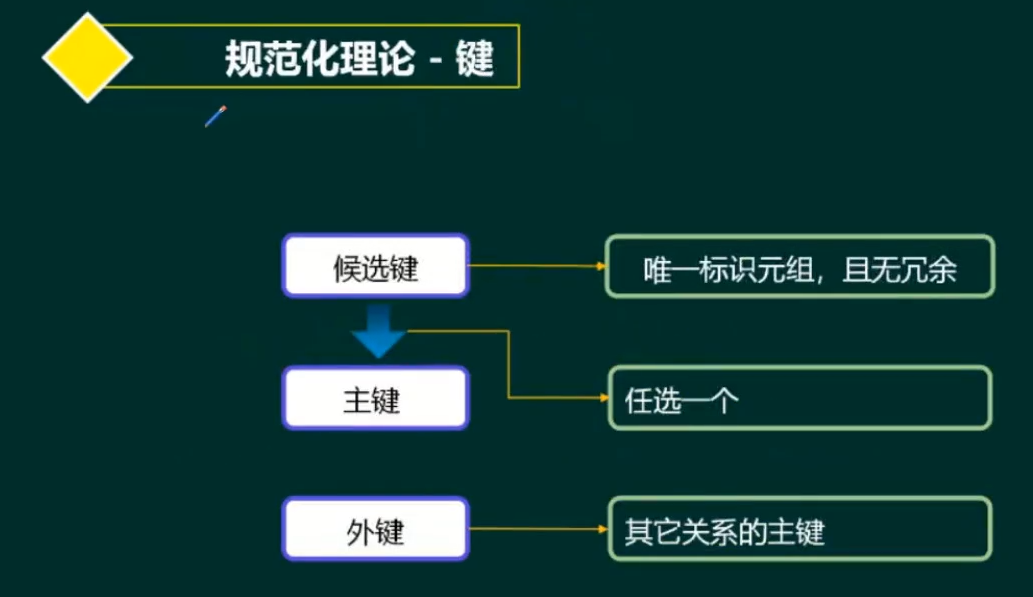 规范化理论 - 键
候选键
唯一标识元组，且无冗余
主键
任选一个
外键
其它关系的主键